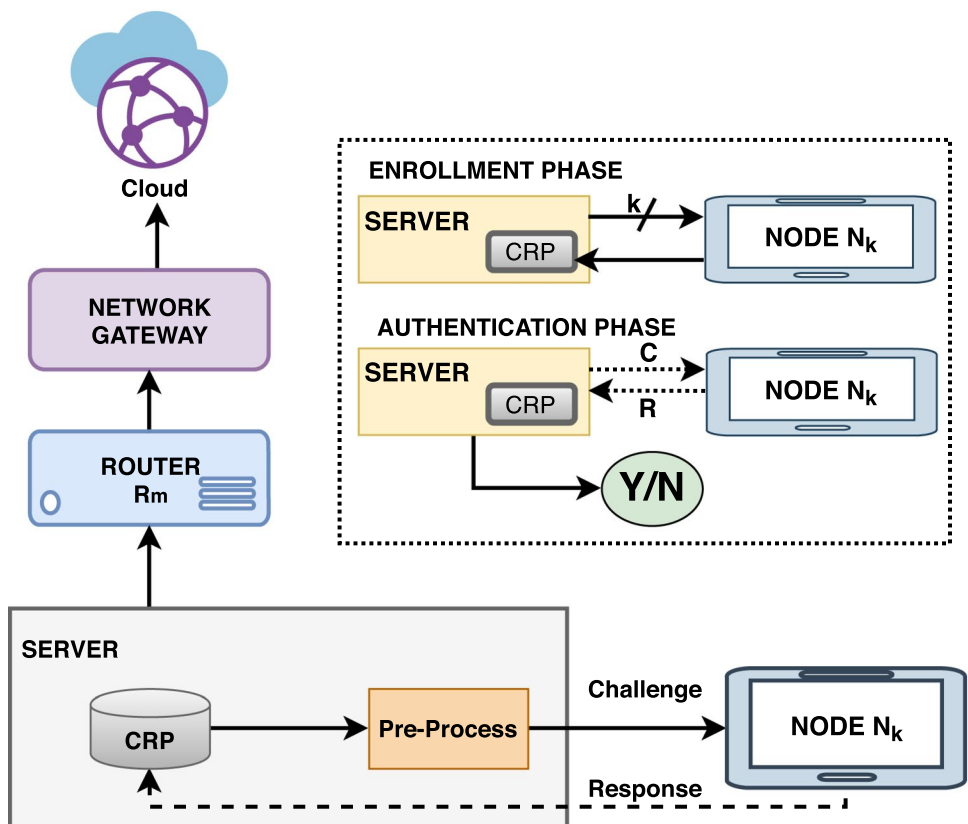 Cloud
NETWORK
GATEWAY
ROUTER
Rm
ENROLLMENT PHASE
SERVER
k
CRP
NODE Nk
AUTHENTICATION PHASE
SERVER
C
CRP
R
NODE Nk
Y/N
SERVER
CRP
Pre-Process
Challenge
Response
NODE Nk